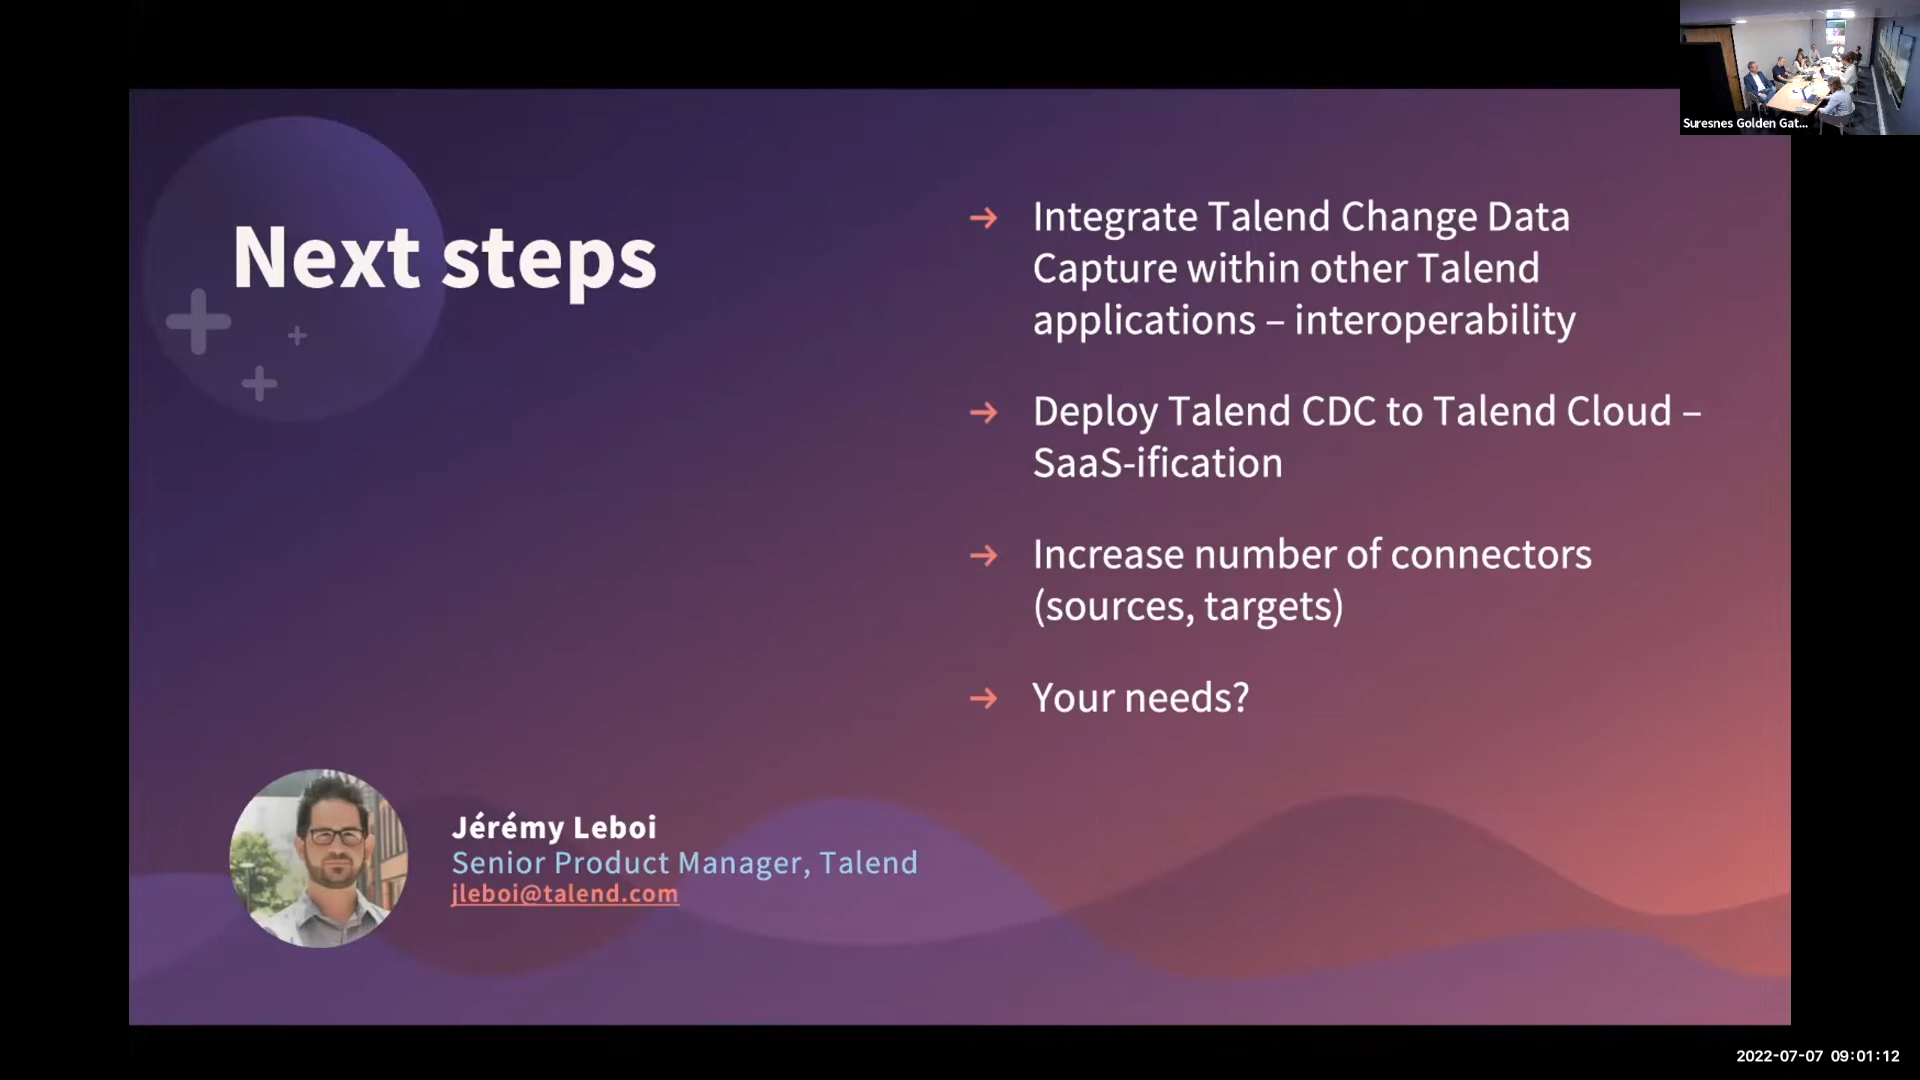 Suresnes Golden Gat...
Next steps
→ Integrate Talend Change Data
Capture within other Talend
applications – interoperability
→ Deploy Talend CDC to Talend Cloud –
SaaS-ification
→ Increase number of connectors
(sources, targets)
→ Your needs?
Jérémy Leboi
Senior Product Manager, Talend
jleboi@talend.com
2022-07-07 09:01:12